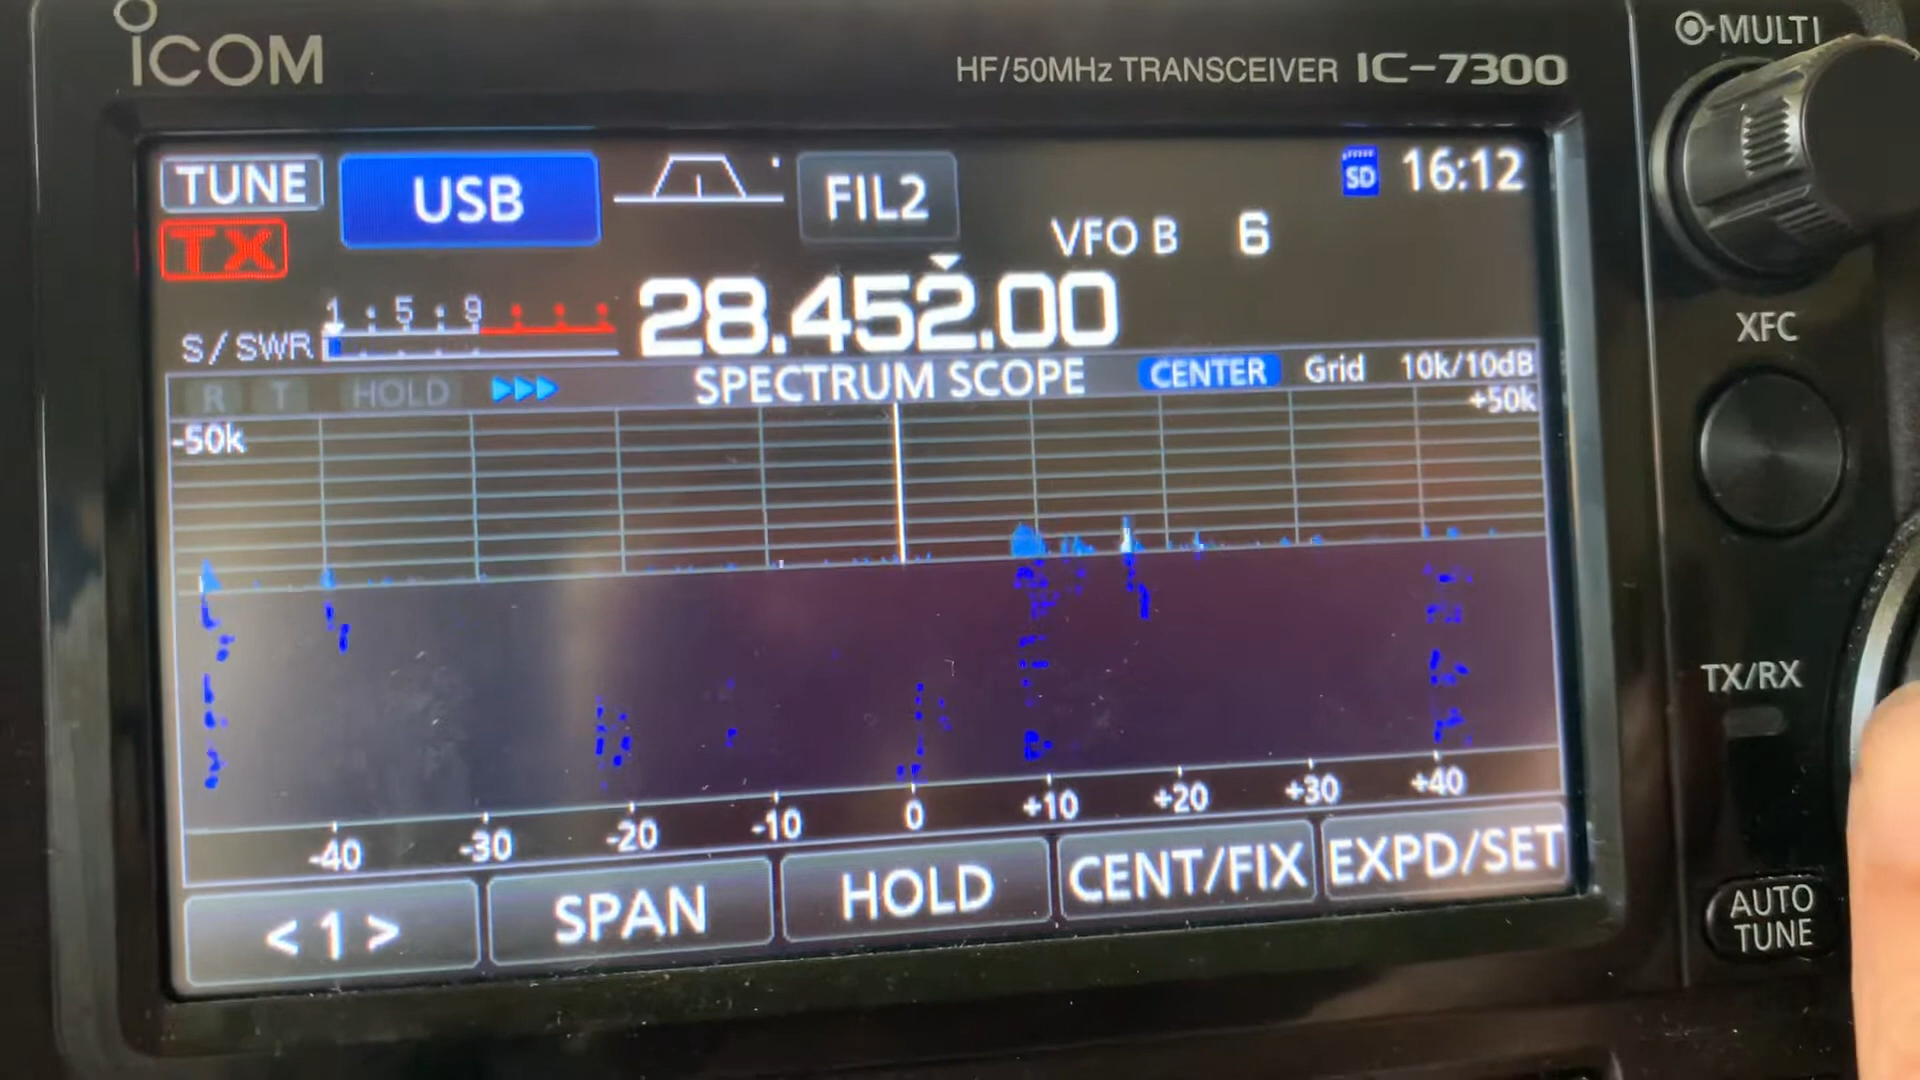 ICOM
HF/50MHz TRANSCEIVER IC-7300
MULTI
TUNE
USB
FIL2
SD
16:12
TX
VFO B 6
1 5 9
28.452.00
S/SWR
XFC
R T HOLD
SPECTRUM SCOPE
CENTER
Grid
10k/10dB
-50k
+50k
TX/RX
-40 -30 -20 -10 0 +10 +20 +30 +40
<1>
SPAN
HOLD
CENT/FIX
EXPD/SET
AUTO
TUNE